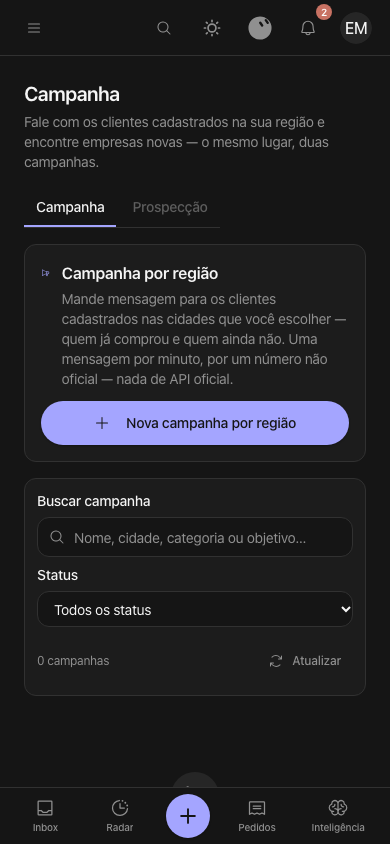 2
EM
Campanha
Fale com os clientes cadastrados na sua região e
encontre empresas novas — o mesmo lugar, duas
campanhas.
Campanha
Prospecção
Campanha por região
Mande mensagem para os clientes
cadastrados nas cidades que você escolher —
quem já comprou e quem ainda não. Uma
mensagem por minuto, por um número não
oficial — nada de API oficial.
Nova campanha por região
Buscar campanha
Nome, cidade, categoria ou objetivo...
Status
Todos os status
0 campanhas
Atualizar
Inbox
Radar
Pedidos
Inteligência